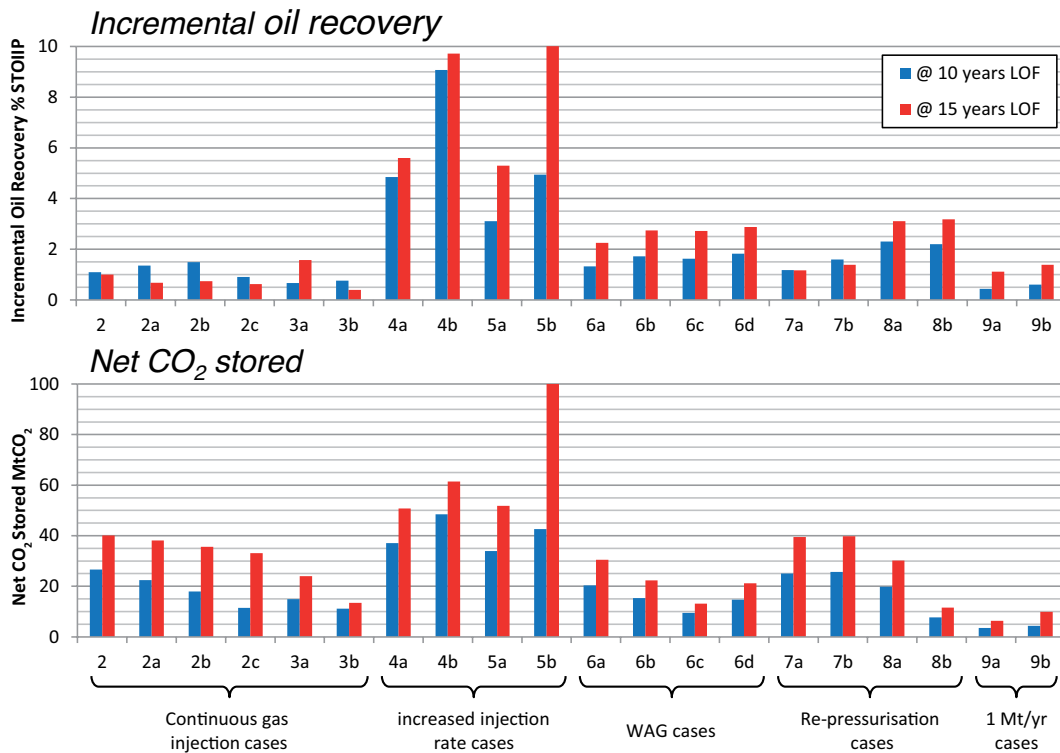 Incremental oil recovery
Incremental Oil Reocvery % STOIIP
10
8
6
4
2
0
@ 10 years LOF
@ 15 years LOF
2 2a 2b 2c 3a 3b 4a 4b 5a 5b 6a 6b 6c 6d 7a 7b 8a 8b 9a 9b
Net CO₂ stored
Net CO₂ Stored MtCO₂
100
80
60
40
20
0
2 2a 2b 2c 3a 3b 4a 4b 5a 5b 6a 6b 6c 6d 7a 7b 8a 8b 9a 9b
Continuous gas
injection cases
increased injection
rate cases
WAG cases
Re-pressurisation
cases
1 Mt/yr
cases